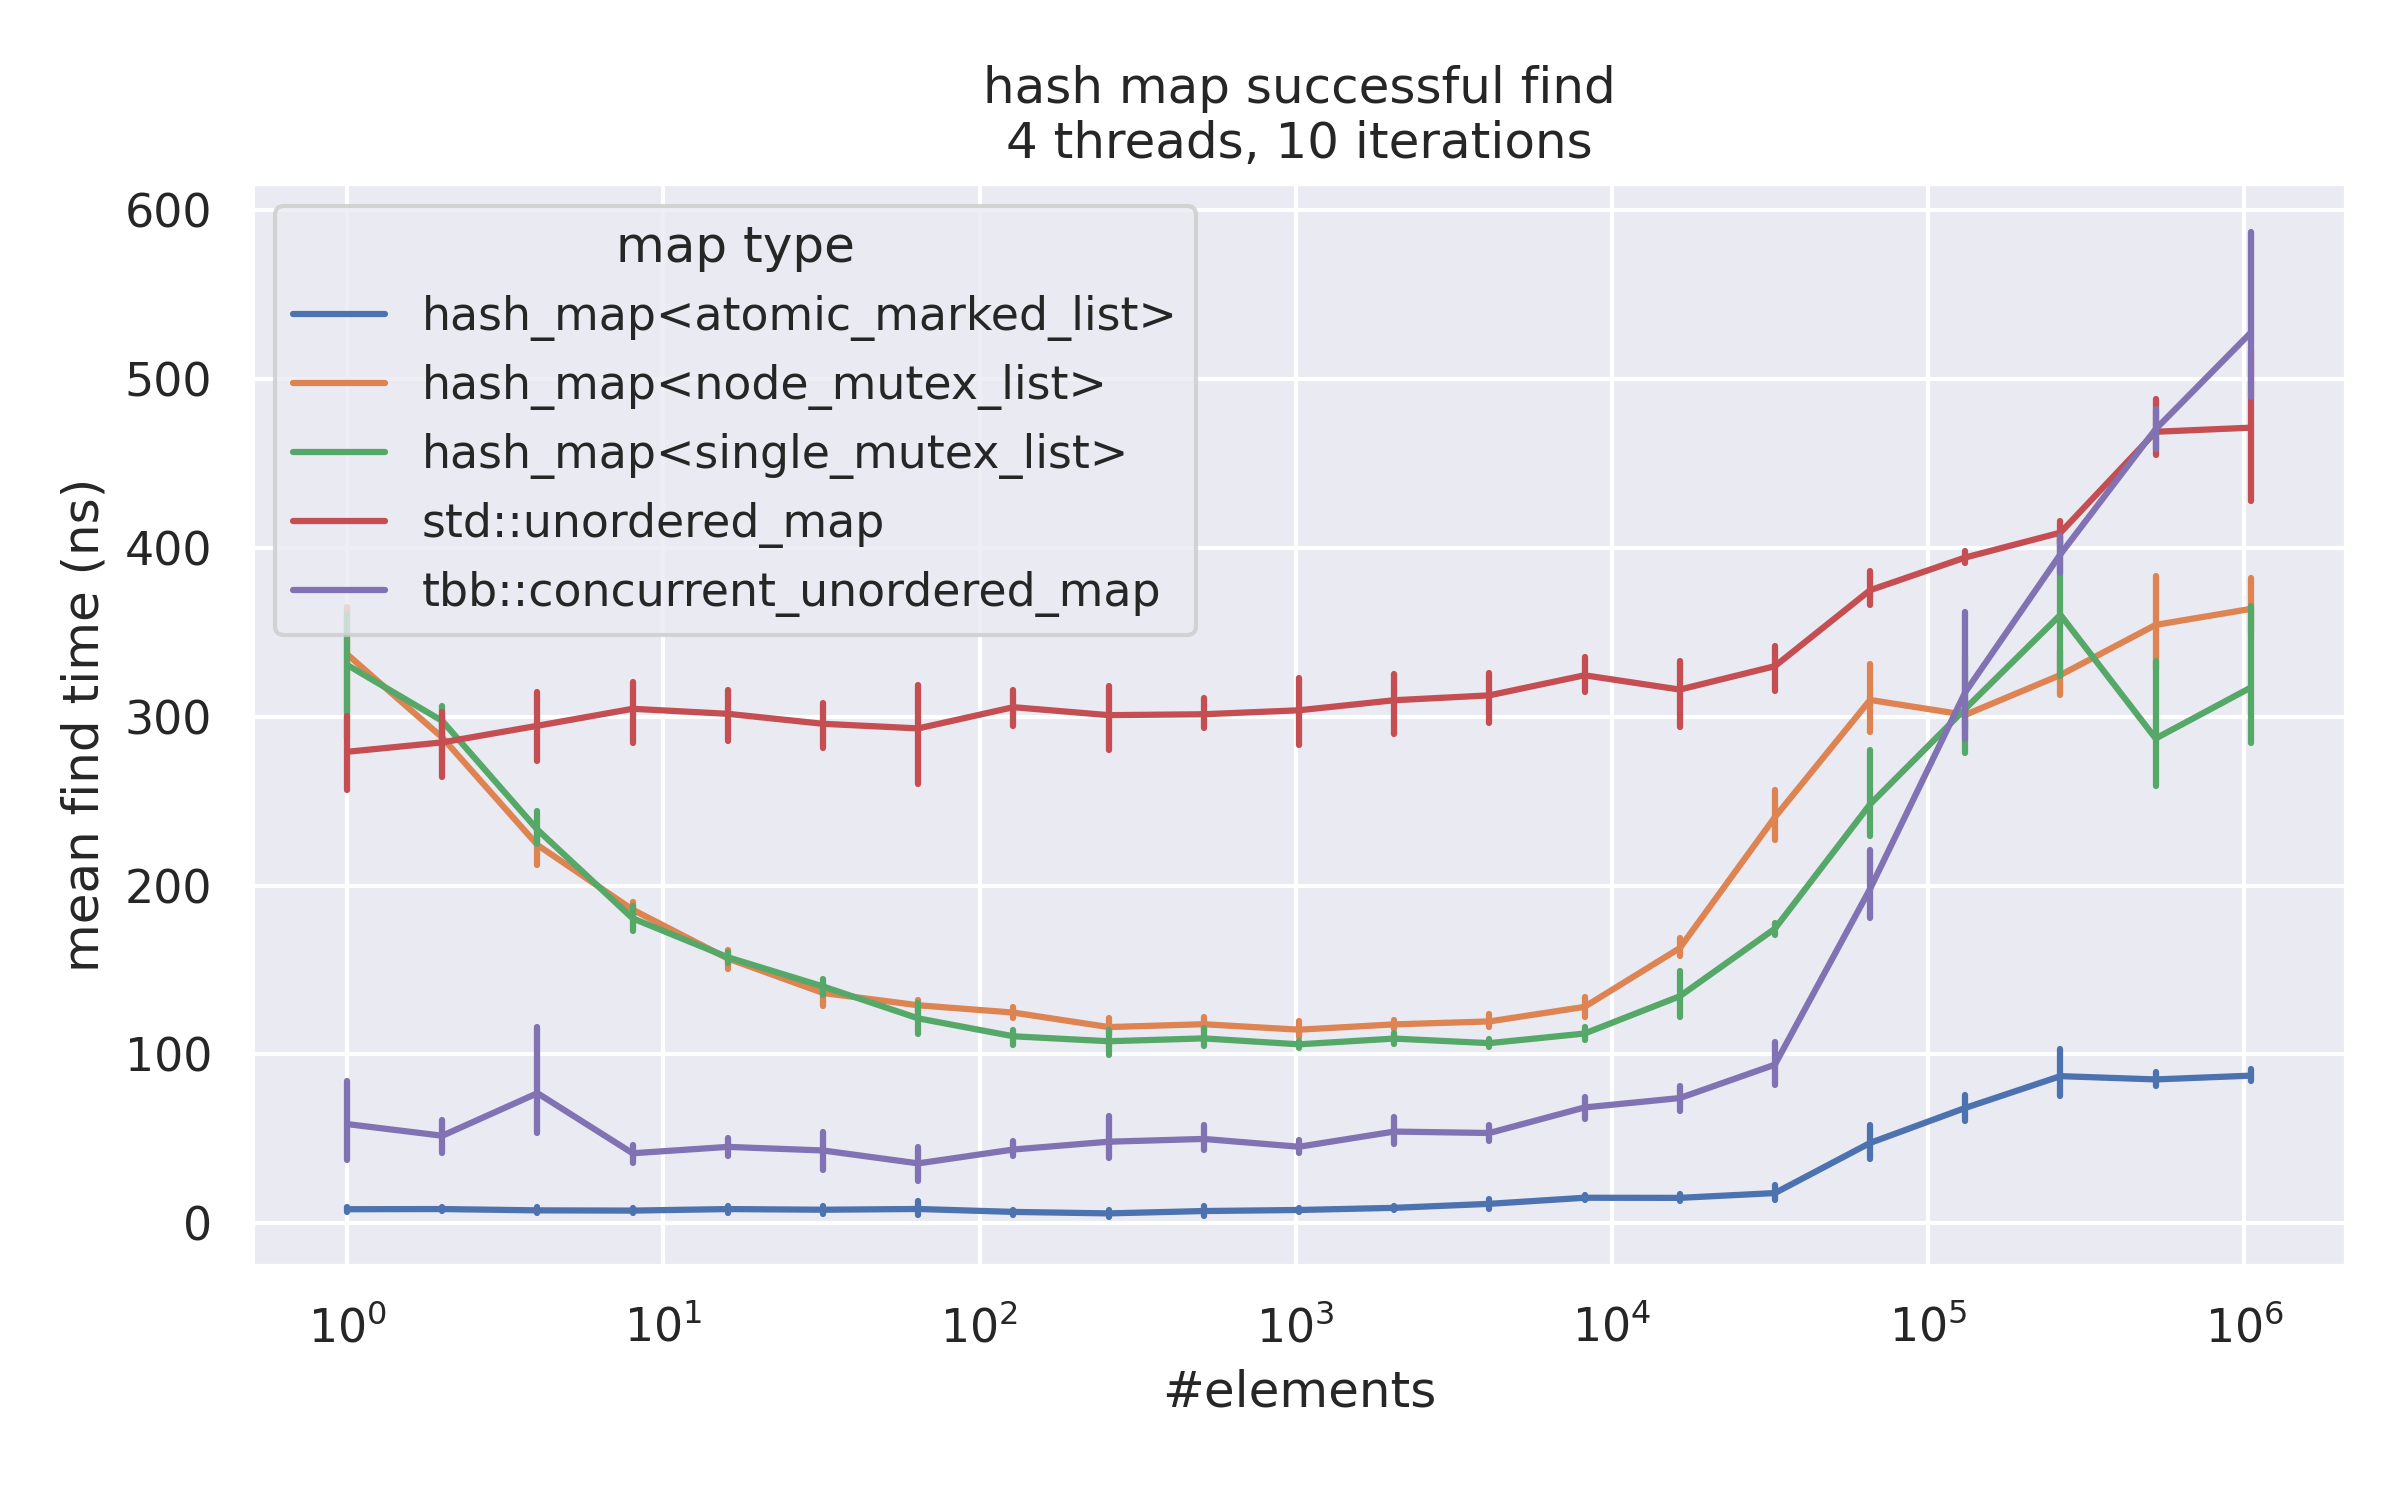 hash map successful find
4 threads, 10 iterations
map type
hash_map<atomic_marked_list>
hash_map<node_mutex_list>
hash_map<single_mutex_list>
std::unordered_map
tbb::concurrent_unordered_map
mean find time (ns)
600
500
400
300
200
100
0
10⁰ 10¹ 10² 10³ 10⁴ 10⁵ 10⁶
#elements